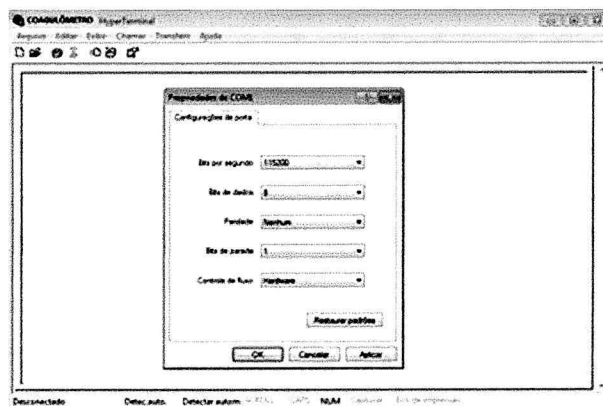 COAGULÔMETRO HyperTerminal
Arquivo Editar Exibir Chamar Transferir Ajuda
Propriedades de COM1
Configurações de porta
Bits por segundo 115200
Bits de dados 8
Paridade Nenhum
Bits de parada 1
Controle de fluxo Hardware
Restaurar padrões
OK Cancelar Aplicar
Desconectado Detec.auto. Detectar autom. CAPS NUM Capturar